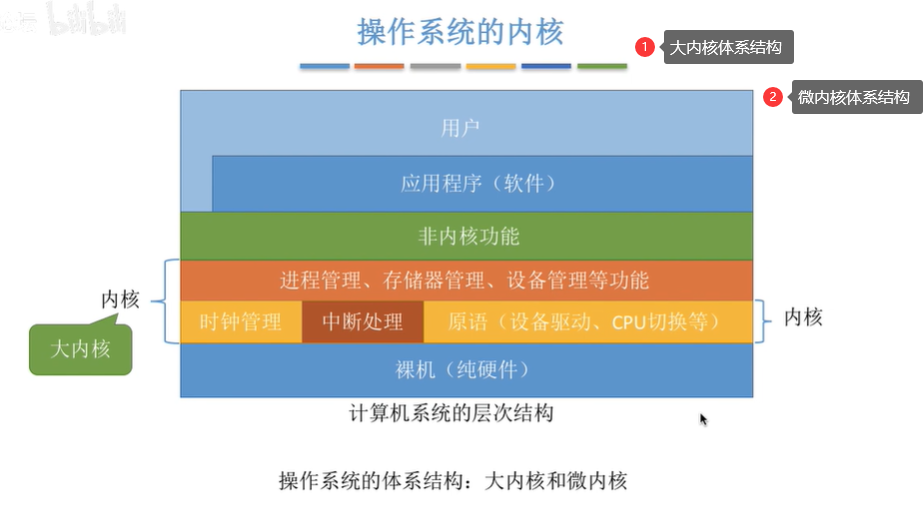 bilibili
操作系统的内核
1 大内核体系结构
2 微内核体系结构
用户
应用程序（软件）
非内核功能
进程管理、存储器管理、设备管理等功能
内核
时钟管理 中断处理 原语（设备驱动、CPU切换等）
内核
大内核
裸机（纯硬件）
计算机系统的层次结构
操作系统的体系结构：大内核和微内核